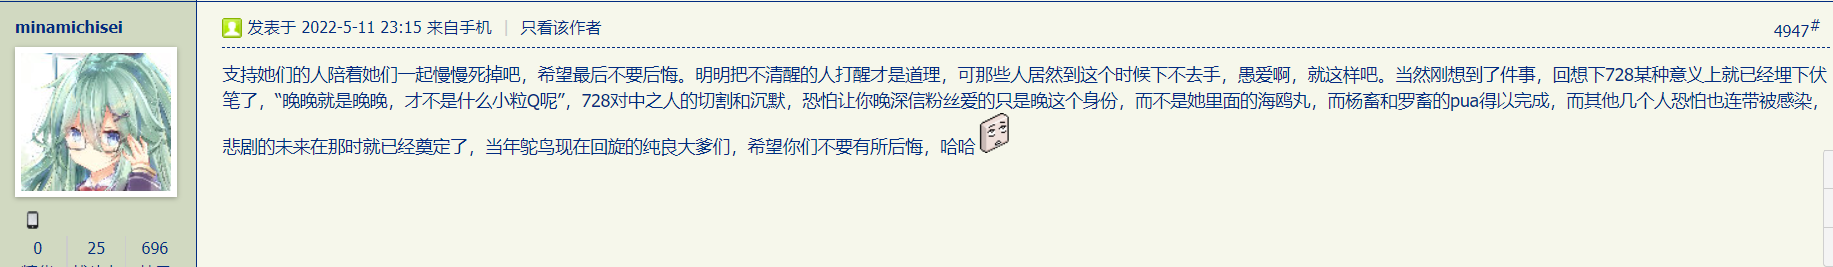 minamichisei
发表于 2022-5-11 23:15 来自手机 | 只看该作者
4947#
支持她们的人陪着她们一起慢慢死掉吧，希望最后不要后悔。明明把不清醒的人打醒才是道理，可那些人居然到这个时候下不去手，愚爱啊，就这样吧。当然刚想到了件事，回想下728某种意义上就已经埋下伏
笔了，“晚晚就是晚晚，才不是什么小粒Q呢”，728对中之人的切割和沉默，恐怕让你晚深信粉丝爱的只是晚这个身份，而不是她里面的海鸥丸，而杨畜和罗畜的pua得以完成，而其他几个人恐怕也连带被感染，
悲剧的未来在那时就已经奠定了，当年鸵鸟现在回旋的纯良大爹们，希望你们不要有所后悔，哈哈
0 25 696